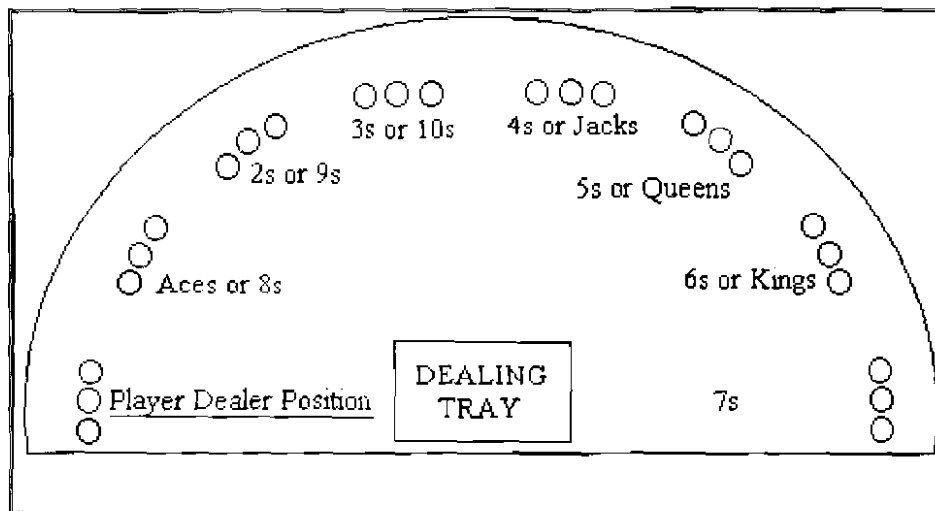 3s or 10s
4s or Jacks
2s or 9s
5s or Queens
Aces or 8s
6s or Kings
Player Dealer Position
DEALING
TRAY
7s